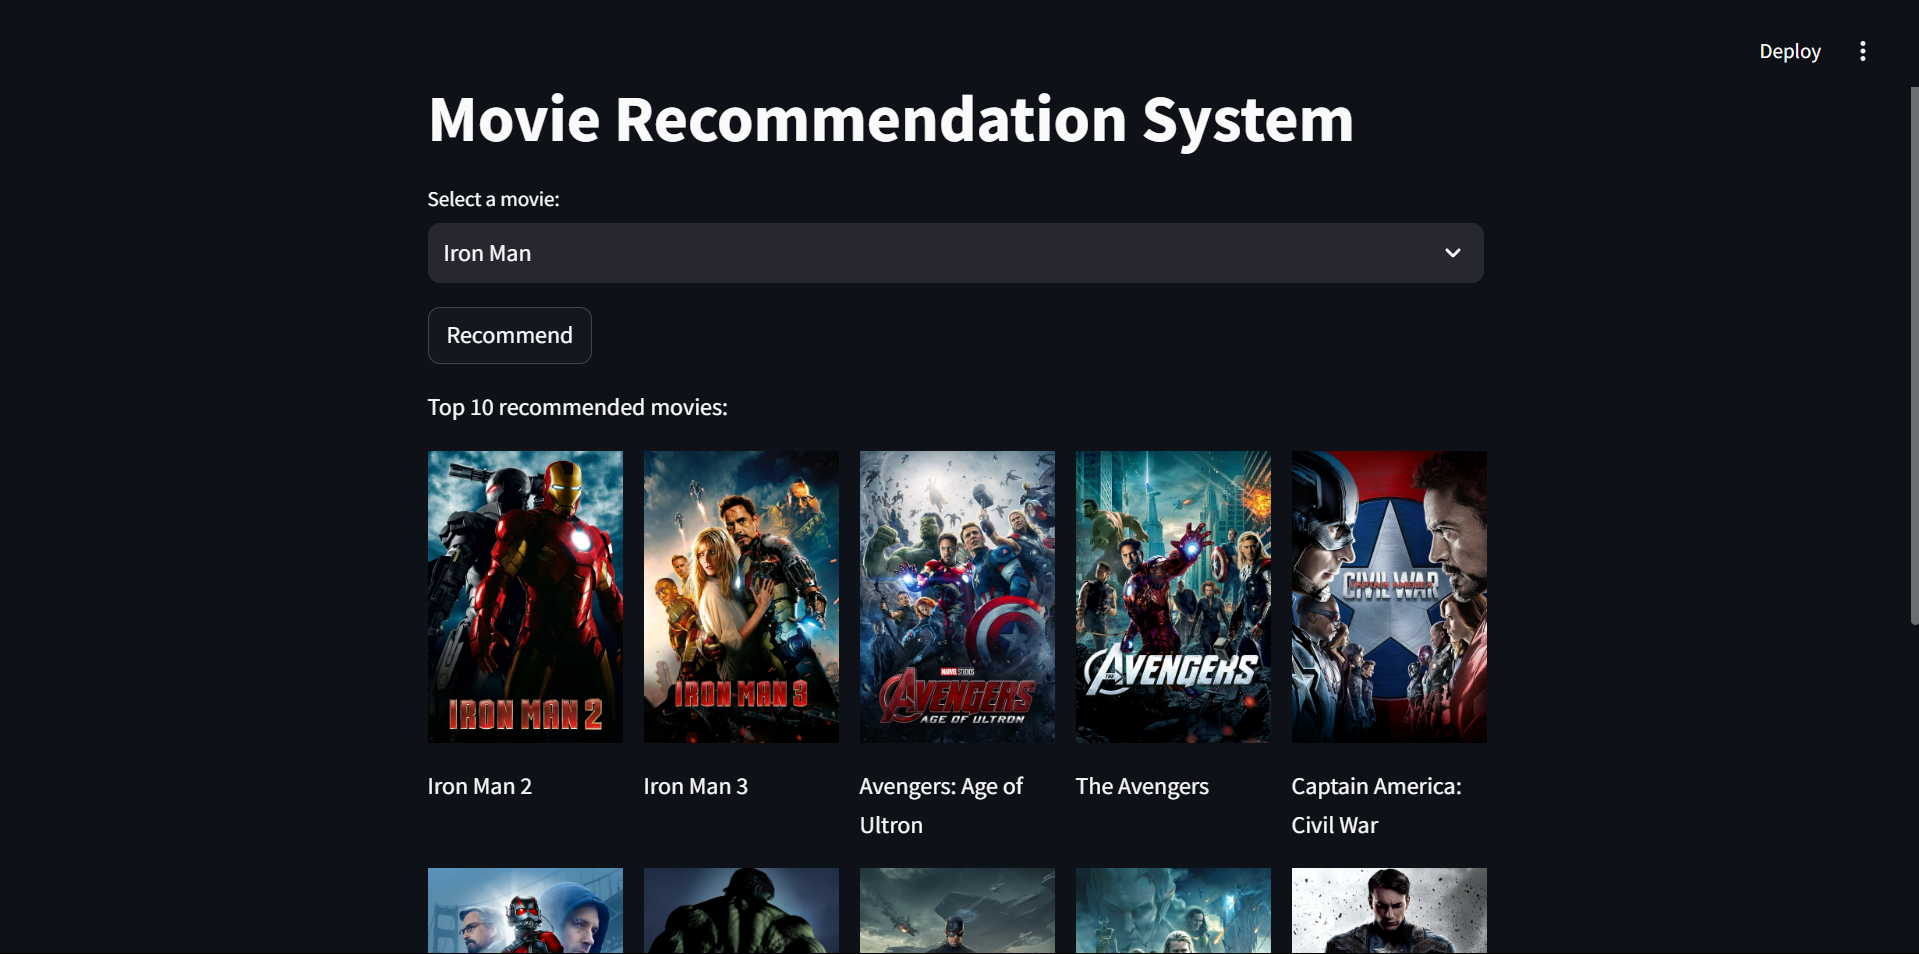 Deploy
Movie Recommendation System
Select a movie:
Iron Man
Recommend
Top 10 recommended movies:
IRON MAN 2
IRON MAN 3
MARVEL STUDIOS
AVENGERS
AGE OF ULTRON
THE AVENGERS
CAPTAIN AMERICA
CIVIL WAR
Iron Man 2
Iron Man 3
Avengers: Age of
Ultron
The Avengers
Captain America:
Civil War